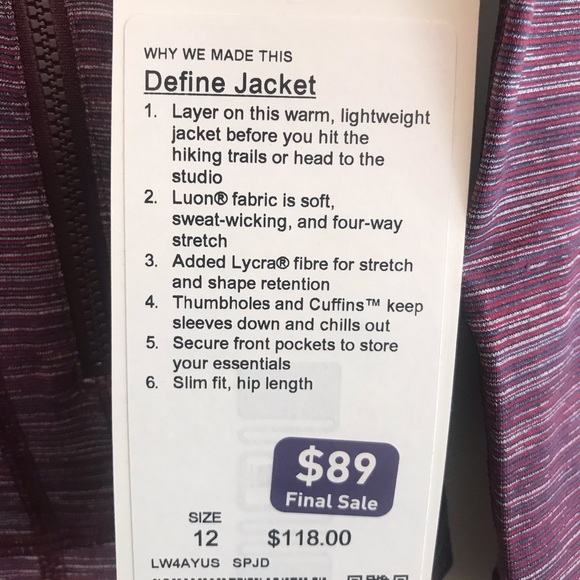 WHY WE MADE THIS
Define Jacket
1. Layer on this warm, lightweight
jacket before you hit the
hiking trails or head to the
studio
2. Luon® fabric is soft,
sweat-wicking, and four-way
stretch
3. Added Lycra® fibre for stretch
and shape retention
4. Thumbholes and Cuffins™ keep
sleeves down and chills out
5. Secure front pockets to store
your essentials
6. Slim fit, hip length
$89
Final Sale
SIZE
12 $118.00
LW4AYUS SPJD